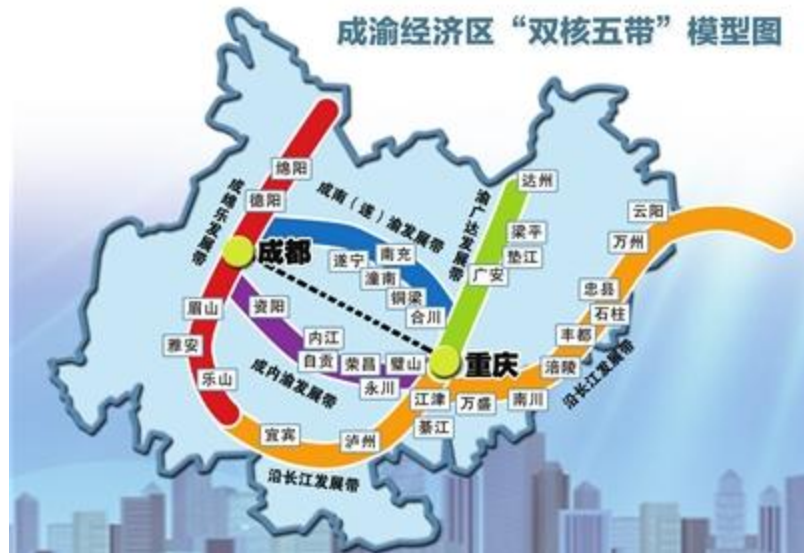 成渝经济区“双核五带”模型图
绵阳
德阳
成绵乐发展带
成都
眉山
雅安
乐山
成南（遂）渝发展带
遂宁
南充
潼南
铜梁
合川
渝广达发展带
达州
梁平
垫江
广安
资阳
内江
自贡
荣昌
璧山
永川
成内渝发展带
重庆
云阳
万州
忠县
石柱
丰都
涪陵
沿长江发展带
南川
万盛
江津
綦江
宜宾
泸州
沿长江发展带